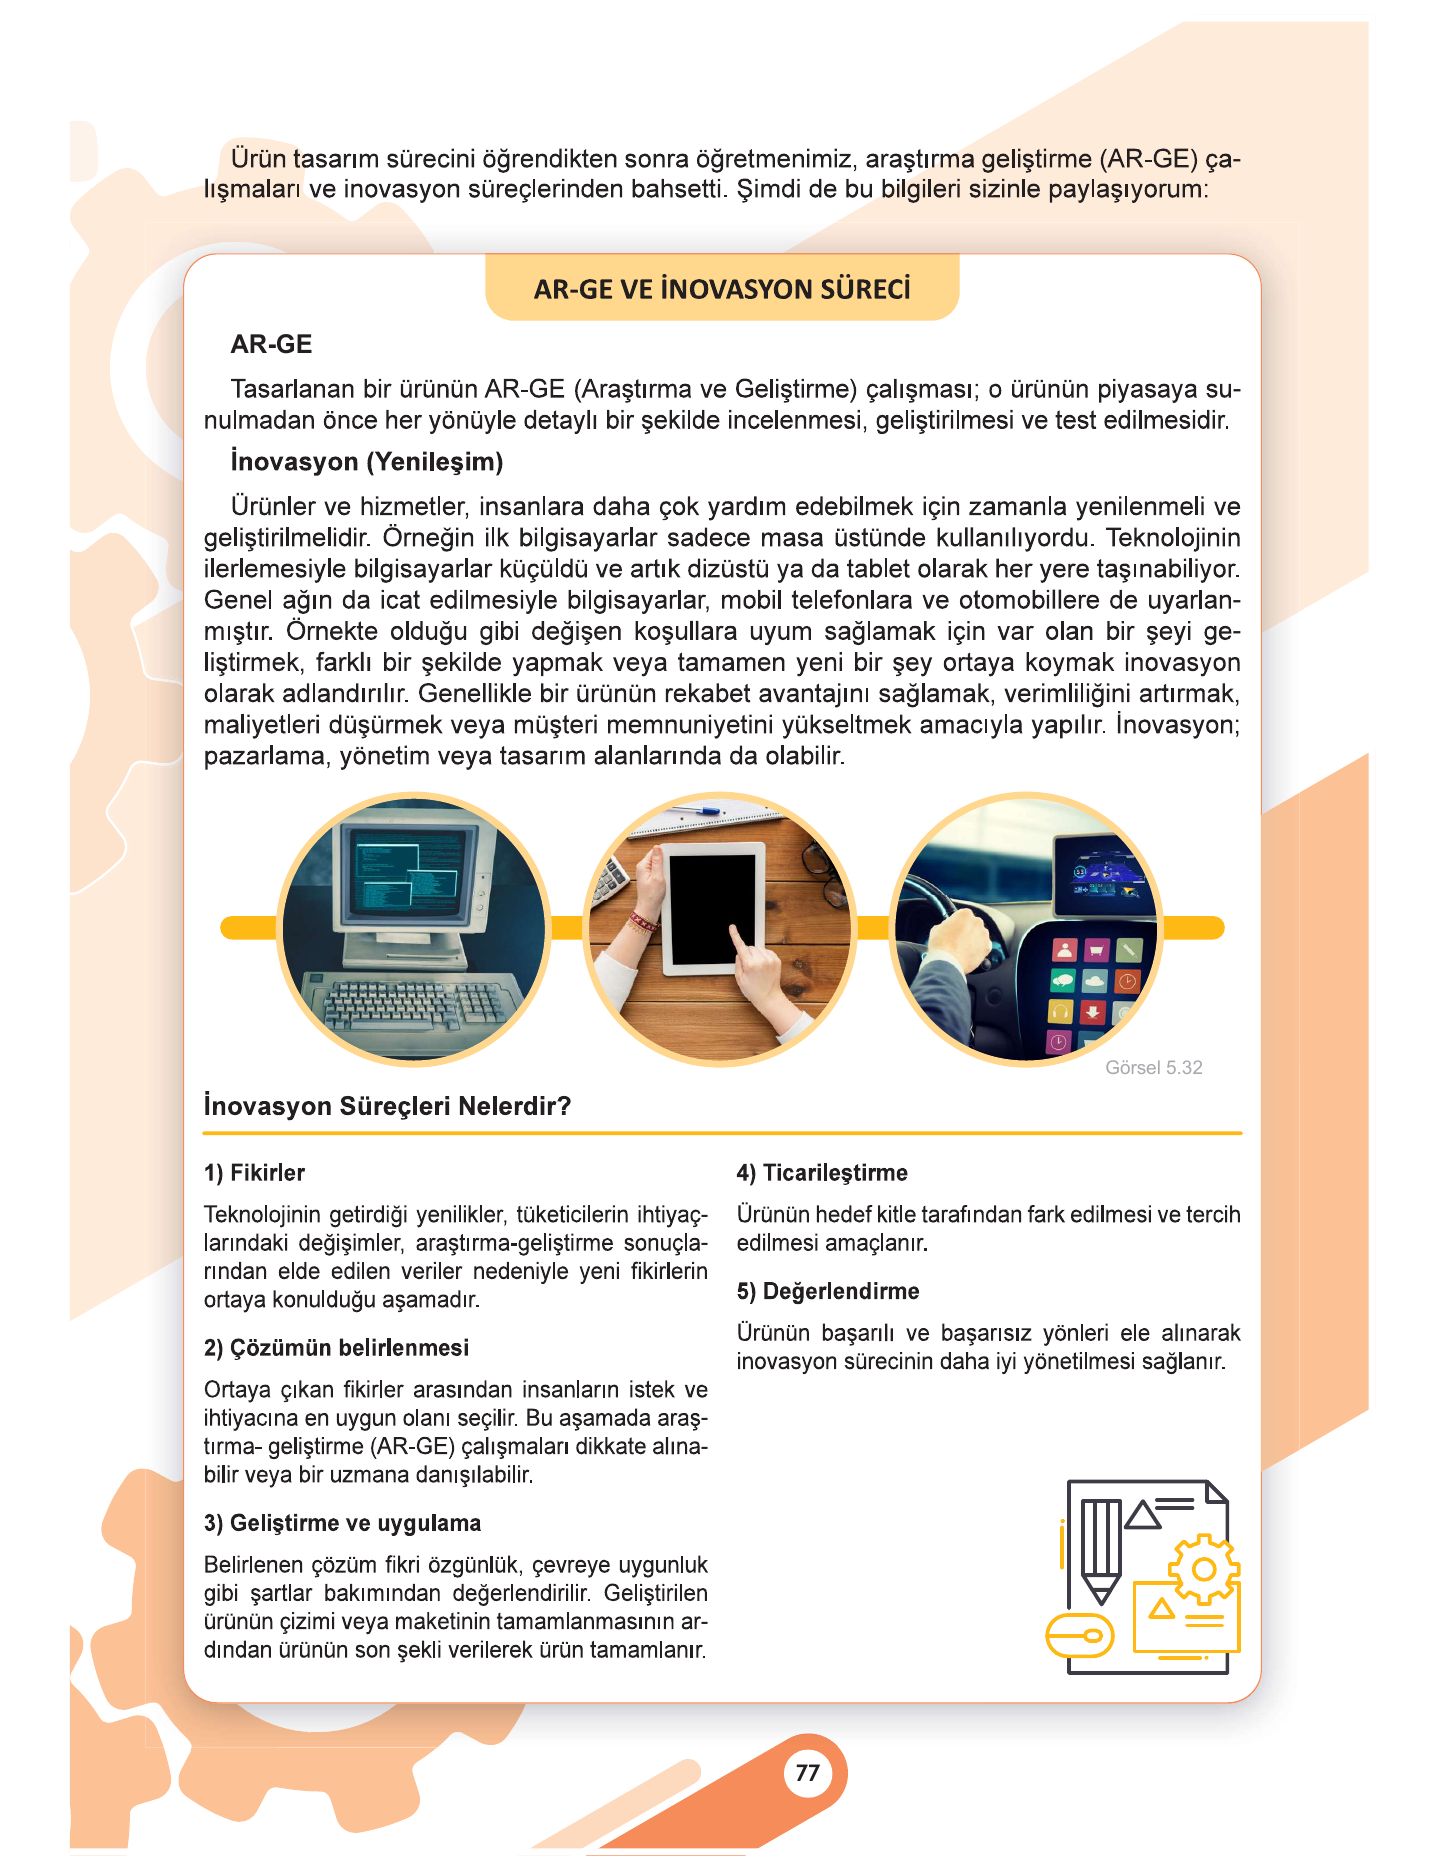 Ürün tasarım sürecini öğrendikten sonra öğretmenimiz, araştırma geliştirme (AR-GE) ça-
lışmaları ve inovasyon süreçlerinden bahsetti. Şimdi de bu bilgileri sizinle paylaşıyorum:
AR-GE VE İNOVASYON SÜRECİ
AR-GE
Tasarlanan bir ürünün AR-GE (Araştırma ve Geliştirme) çalışması; o ürünün piyasaya su-
nulmadan önce her yönüyle detaylı bir şekilde incelenmesi, geliştirilmesi ve test edilmesidir.
İnovasyon (Yenileşim)
Ürünler ve hizmetler, insanlara daha çok yardım edebilmek için zamanla yenilenmeli ve
geliştirilmelidir. Örneğin ilk bilgisayarlar sadece masa üstünde kullanılıyordu. Teknolojinin
ilerlemesiyle bilgisayarlar küçüldü ve artık dizüstü ya da tablet olarak her yere taşınabiliyor.
Genel ağın da icat edilmesiyle bilgisayarlar, mobil telefonlara ve otomobillere de uyarlan-
mıştır. Örnekte olduğu gibi değişen koşullara uyum sağlamak için var olan bir şeyi ge-
liştirmek, farklı bir şekilde yapmak veya tamamen yeni bir şey ortaya koymak inovasyon
olarak adlandırılır. Genellikle bir ürünün rekabet avantajını sağlamak, verimliliğini artırmak,
maliyetleri düşürmek veya müşteri memnuniyetini yükseltmek amacıyla yapılır. İnovasyon;
pazarlama, yönetim veya tasarım alanlarında da olabilir.
Görsel 5.32
İnovasyon Süreçleri Nelerdir?
1) Fikirler
Teknolojinin getirdiği yenilikler, tüketicilerin ihtiyaç-
larındaki değişimler, araştırma-geliştirme sonuçla-
rından elde edilen veriler nedeniyle yeni fikirlerin
ortaya konulduğu aşamadır.
2) Çözümün belirlenmesi
Ortaya çıkan fikirler arasından insanların istek ve
ihtiyacına en uygun olanı seçilir. Bu aşamada araş-
tırma- geliştirme (AR-GE) çalışmaları dikkate alına-
bilir veya bir uzmana danışılabilir.
3) Geliştirme ve uygulama
Belirlenen çözüm fikri özgünlük, çevreye uygunluk
gibi şartlar bakımından değerlendirilir. Geliştirilen
ürünün çizimi veya maketinin tamamlanmasının ar-
dından ürünün son şekli verilerek ürün tamamlanır.
4) Ticarileştirme
Ürünün hedef kitle tarafından fark edilmesi ve tercih
edilmesi amaçlanır.
5) Değerlendirme
Ürünün başarılı ve başarısız yönleri ele alınarak
inovasyon sürecinin daha iyi yönetilmesi sağlanır.
77